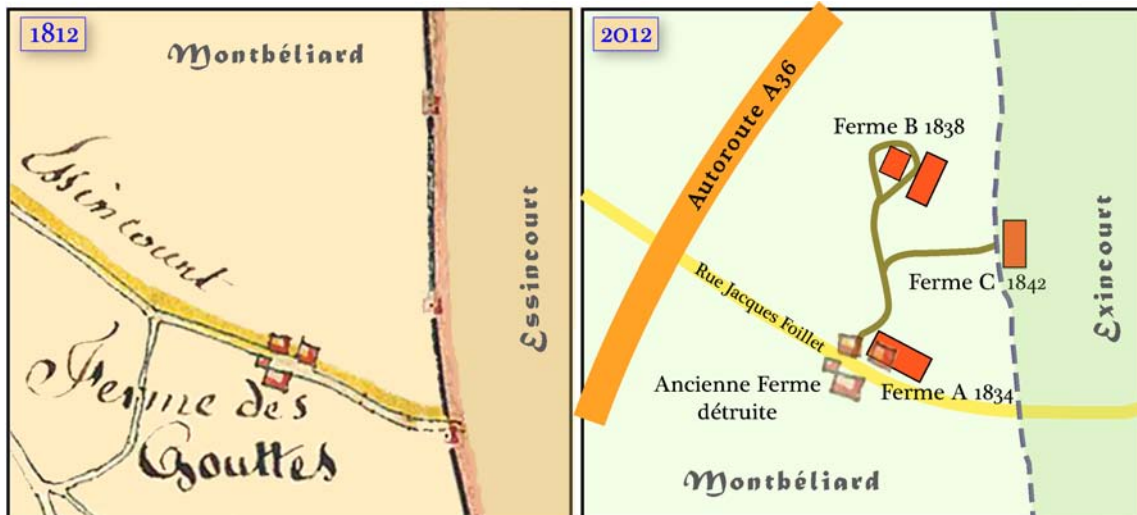 1812
Montbéliard
Essincourt
Essincourt
Ferme des
Gouttes
2012
Autoroute A36
Ferme B 1838
Exincourt
Ferme C 1842
Rue Jacques Foillet
Ancienne Ferme
détruite
Ferme A 1834
Montbéliard